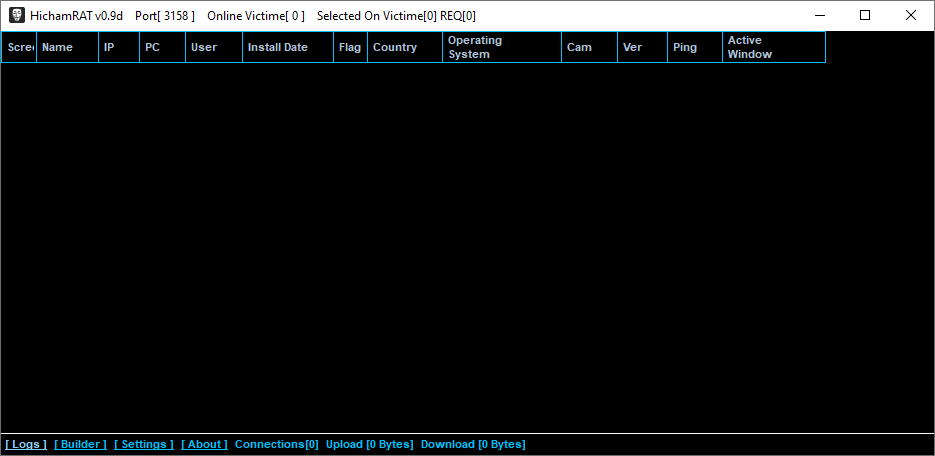 HichamRAT v0.9d Port[ 3158 ] Online Victime[ 0 ] Selected On Victime[0] REQ[0]
Scree Name IP PC User Install Date Flag Country Operating System Cam Ver Ping Active Window
[ Logs ] [ Builder ] [ Settings ] [ About ] Connections[0] Upload [0 Bytes] Download [0 Bytes]